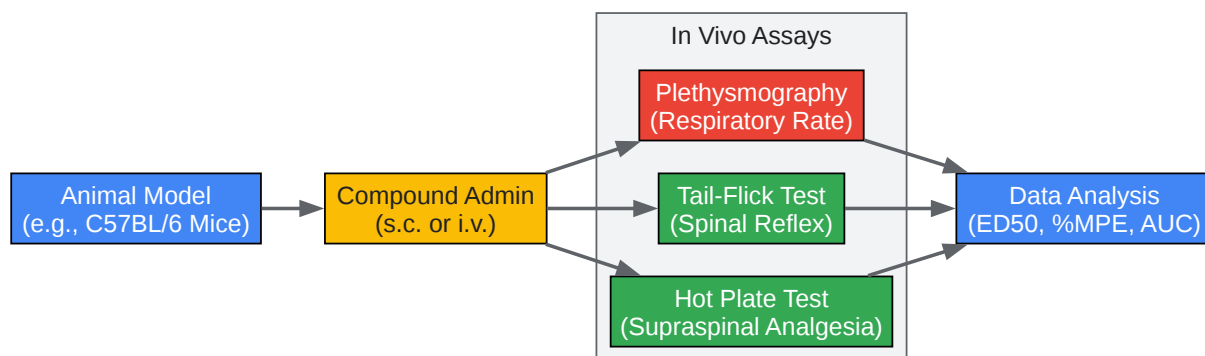 In Vivo Assays
Plethysmography
(Respiratory Rate)
Animal Model
(e.g., C57BL/6 Mice)
Compound Admin
(s.c. or i.v.)
Tail-Flick Test
(Spinal Reflex)
Data Analysis
(ED50, %MPE, AUC)
Hot Plate Test
(Supraspinal Analgesia)